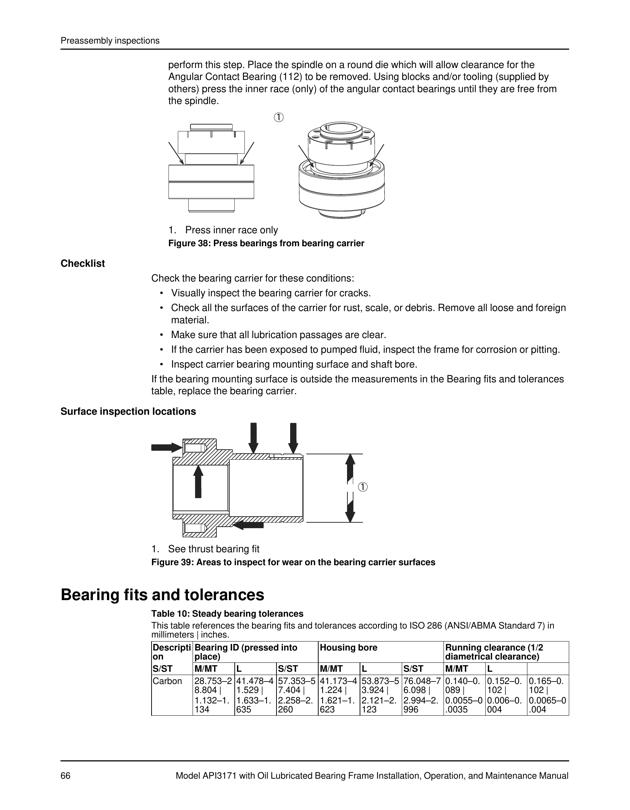 Preassembly inspections
perform this step. Place the spindle on a round die which will allow clearance for the
Angular Contact Bearing (112) to be removed. Using blocks and/or tooling (supplied by
others) press the inner race (only) of the angular contact bearings until they are free from
the spindle.
①
1. Press inner race only
Figure 38: Press bearings from bearing carrier
Checklist
Check the bearing carrier for these conditions:
• Visually inspect the bearing carrier for cracks.
• Check all the surfaces of the carrier for rust, scale, or debris. Remove all loose and foreign
material.
• Make sure that all lubrication passages are clear.
• If the carrier has been exposed to pumped fluid, inspect the frame for corrosion or pitting.
• Inspect carrier bearing mounting surface and shaft bore.
If the bearing mounting surface is outside the measurements in the Bearing fits and tolerances
table, replace the bearing carrier.
Surface inspection locations
①
1. See thrust bearing fit
Figure 39: Areas to inspect for wear on the bearing carrier surfaces
Bearing fits and tolerances
Table 10: Steady bearing tolerances
This table references the bearing fits and tolerances according to ISO 286 (ANSI/ABMA Standard 7) in
millimeters | inches.
Descripti Bearing ID (pressed into Housing bore Running clearance (1/2
on place) diametrical clearance)
S/ST M/MT L S/ST M/MT L S/ST M/MT L
Carbon 28.753–2 41.478–4 57.353–5 41.173–4 53.873–5 76.048–7 0.140–0. 0.152–0. 0.165–0.
8.804 | 1.529 | 7.404 | 1.224 | 3.924 | 6.098 | 089 | 102 | 102 |
1.132–1. 1.633–1. 2.258–2. 1.621–1. 2.121–2. 2.994–2. 0.0055–0 0.006–0. 0.0065–0
134 635 260 623 123 996 .0035 004 .004
66 Model API3171 with Oil Lubricated Bearing Frame Installation, Operation, and Maintenance Manual